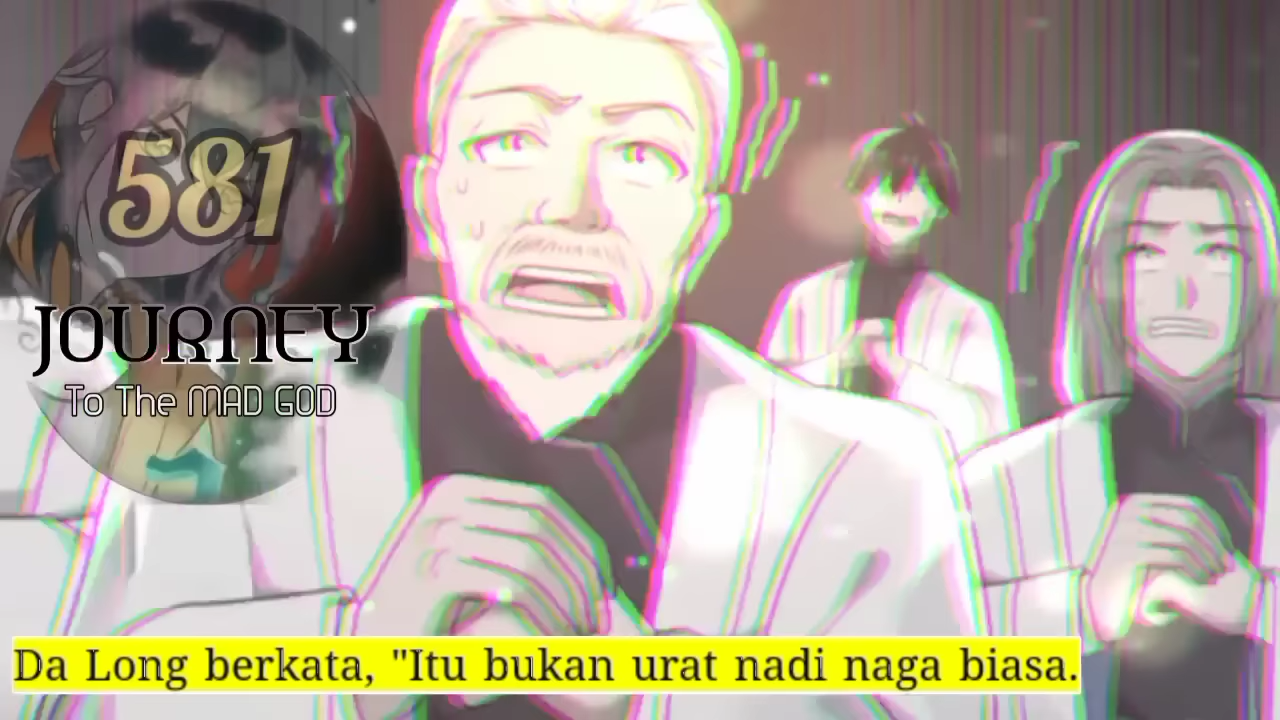 581
JOURNEY
To The MAD GOD
Da Long berkata, "Itu bukan urat nadi naga biasa.